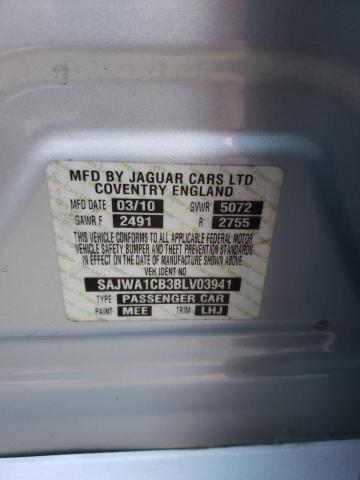 MFD BY JAGUAR CARS LTD
COVENTRY ENGLAND
MFD DATE 03/10 GVWR 5072
GAWR F 2491 R 2755
THIS VEHICLE CONFORMS TO ALL APPLICABLE FEDERAL MOTOR
VEHICLE SAFETY BUMPER AND THEFT PREVENTION STANDARDS
IN EFFECT ON THE DATE OF MANUFACTURE SHOWN ABOVE.
VEH IDENT NO
SAJWA1CB3BLV03941
TYPE PASSENGER CAR
PAINT MEE TRIM LHJ